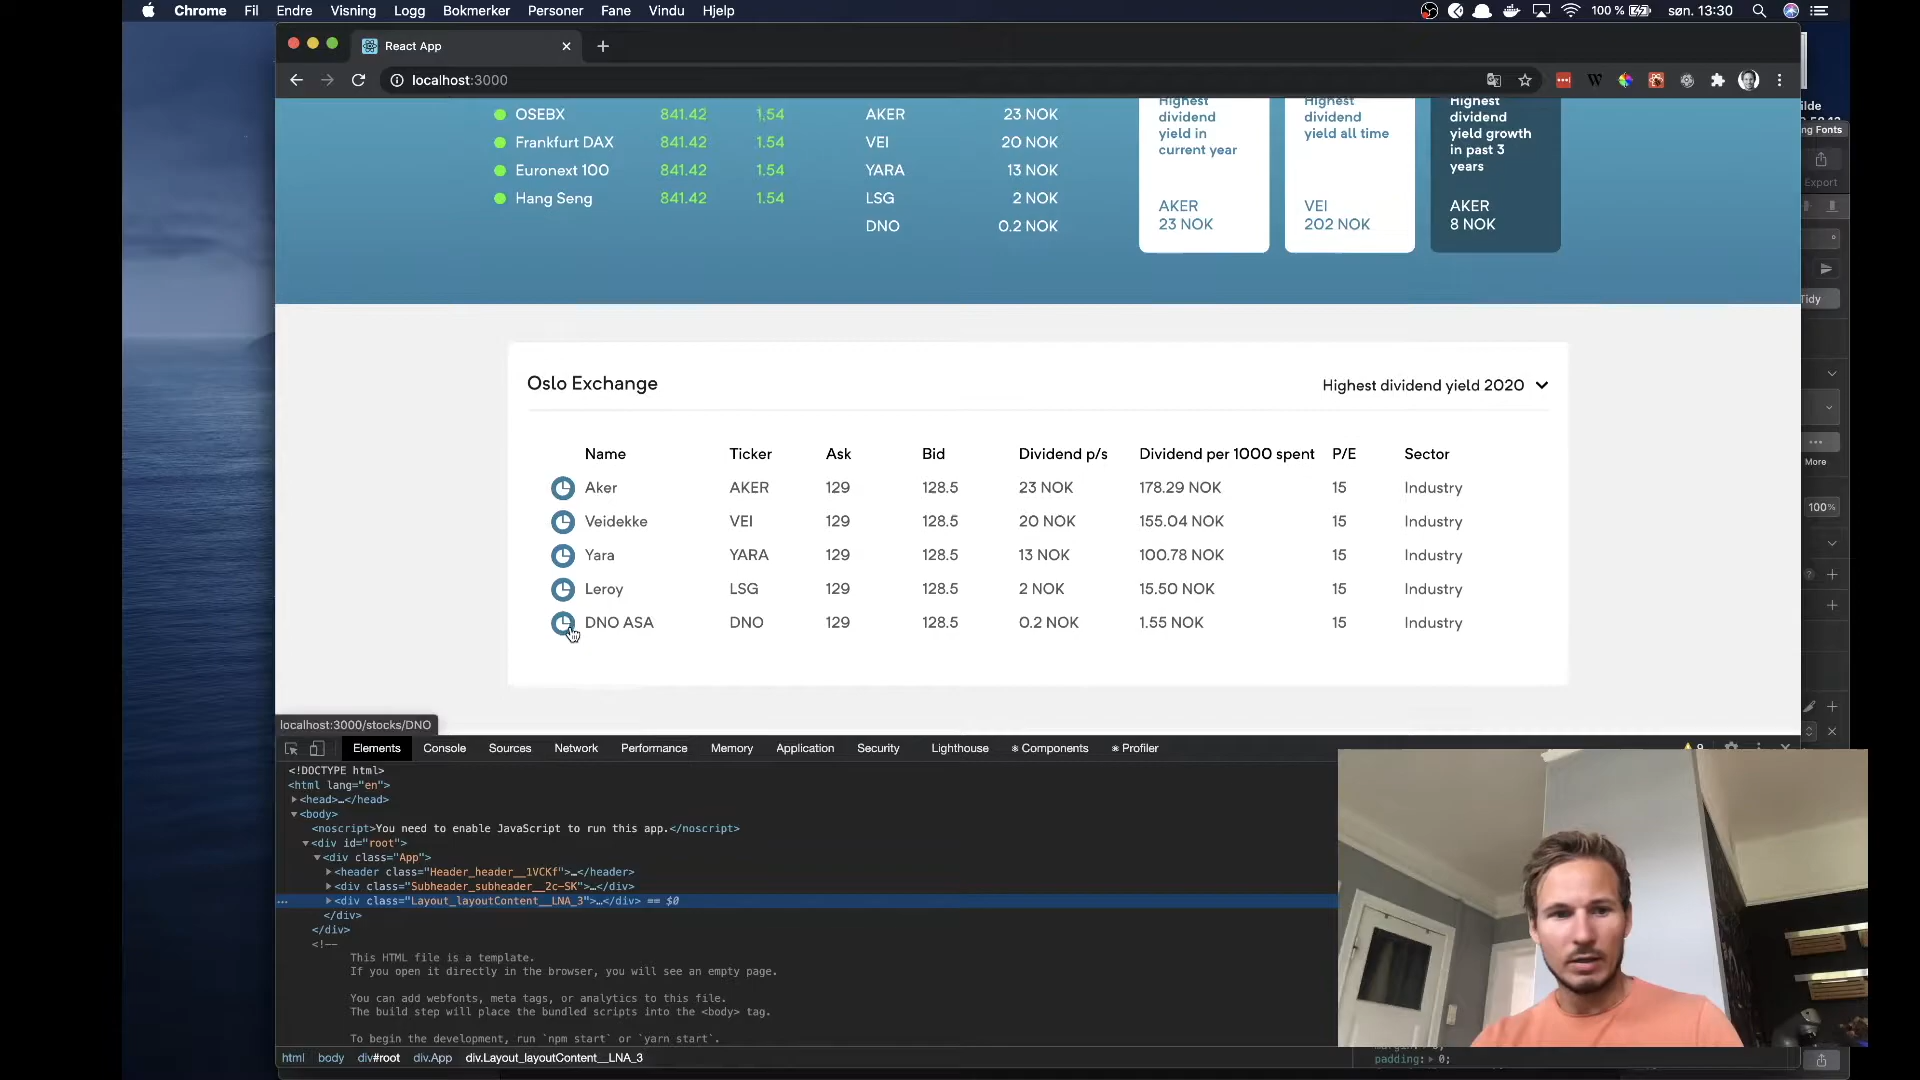 Chrome Fil Endre Visning Logg Bokmerker Personer Fane Vindu Hjelp 100 % søn. 13:30
React App
localhost:3000
OSEBX 841.42 1.54 AKER 23 NOK
Frankfurt DAX 841.42 1.54 VEI 20 NOK
Euronext 100 841.42 1.54 YARA 13 NOK
Hang Seng 841.42 1.54 LSG 2 NOK
DNO 0.2 NOK
Highest
dividend
yield in
current year
AKER
23 NOK
Highest
dividend
yield all time
VEI
202 NOK
Highest
dividend
yield growth
in past 3
years
AKER
8 NOK
ilde
ng Fonts
Export
Tidy
More
100%
Oslo Exchange Highest dividend yield 2020
Name Ticker Ask Bid Dividend p/s Dividend per 1000 spent P/E Sector
Aker AKER 129 128.5 23 NOK 178.29 NOK 15 Industry
Veidekke VEI 129 128.5 20 NOK 155.04 NOK 15 Industry
Yara YARA 129 128.5 13 NOK 100.78 NOK 15 Industry
Leroy LSG 129 128.5 2 NOK 15.50 NOK 15 Industry
DNO ASA DNO 129 128.5 0.2 NOK 1.55 NOK 15 Industry
localhost:3000/stocks/DNO
Elements Console Sources Network Performance Memory Application Security Lighthouse Components Profiler
<!DOCTYPE html>
<html lang="en">
<head>…</head>
<body>
<noscript>You need to enable JavaScript to run this app.</noscript>
<div id="root">
<div class="App">
<header class="Header_header__1VCKf">…</header>
<div class="Subheader_subheader__2c-SK">…</div>
<div class="Layout_layoutContent__LNA_3">…</div> == $0
</div>
</div>
<!--
This HTML file is a template.
If you open it directly in the browser, you will see an empty page.
You can add webfonts, meta tags, or analytics to this file.
The build step will place the bundled scripts into the <body> tag.
To begin the development, run `npm start` or `yarn start`.
html body div#root div.App div.Layout_layoutContent__LNA_3
padding: 0;